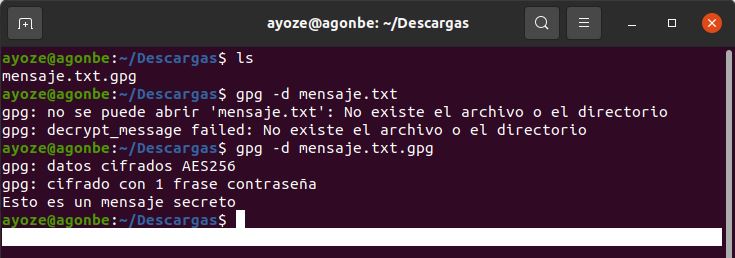 ayoze@agonbe: ~/Descargas
ayoze@agonbe:~/Descargas$ ls
mensaje.txt.gpg
ayoze@agonbe:~/Descargas$ gpg -d mensaje.txt
gpg: no se puede abrir 'mensaje.txt': No existe el archivo o el directorio
gpg: decrypt_message failed: No existe el archivo o el directorio
ayoze@agonbe:~/Descargas$ gpg -d mensaje.txt.gpg
gpg: datos cifrados AES256
gpg: cifrado con 1 frase contraseña
Esto es un mensaje secreto
ayoze@agonbe:~/Descargas$